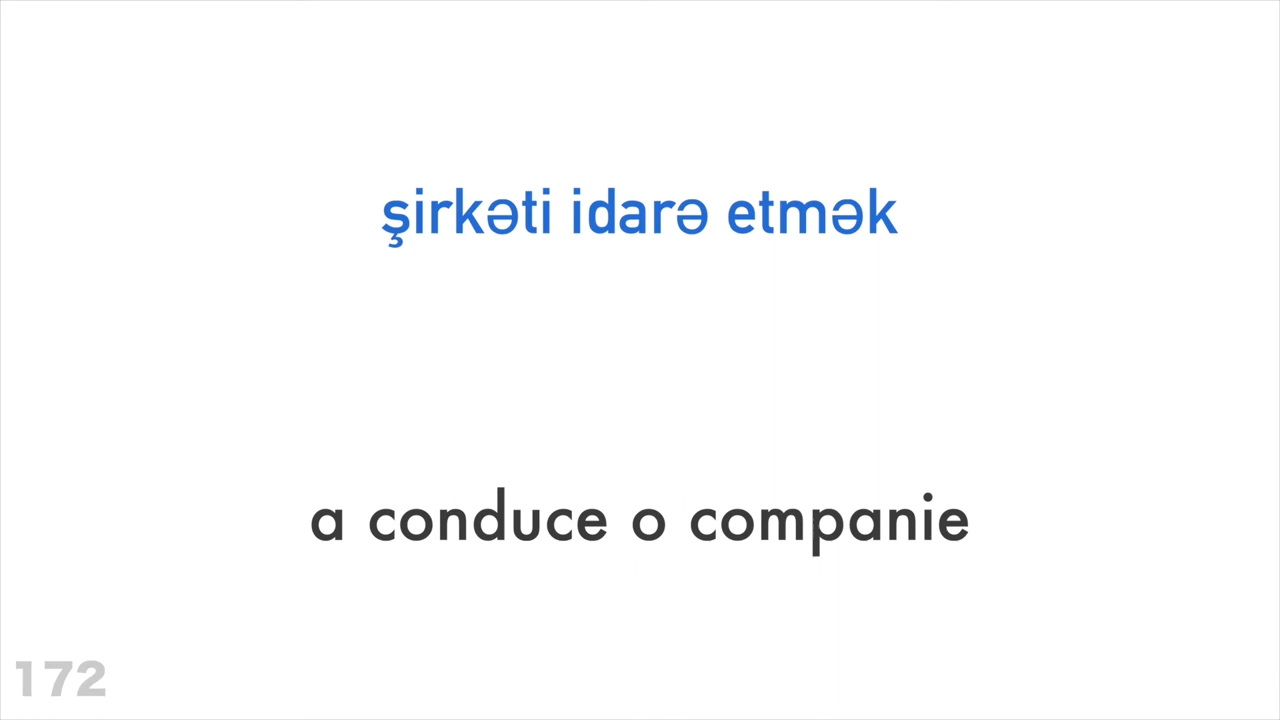 şirkəti idarə etmək
a conduce o companie
172